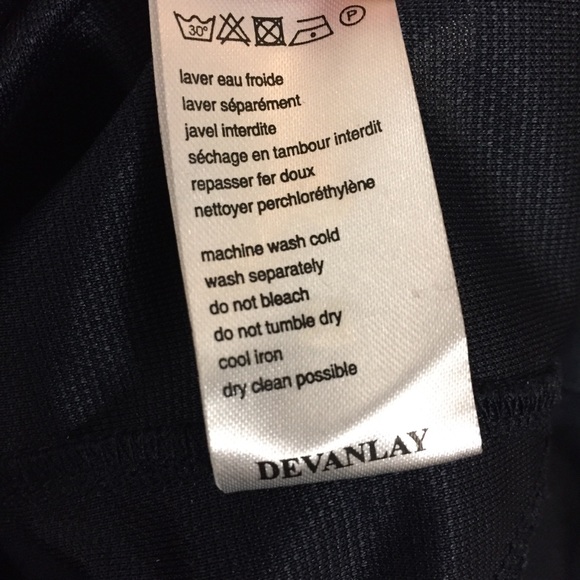 30°
P
laver eau froide
laver séparément
javel interdite
séchage en tambour interdit
repasser fer doux
nettoyer perchloréthylène
machine wash cold
wash separately
do not bleach
do not tumble dry
cool iron
dry clean possible
DEVANLAY